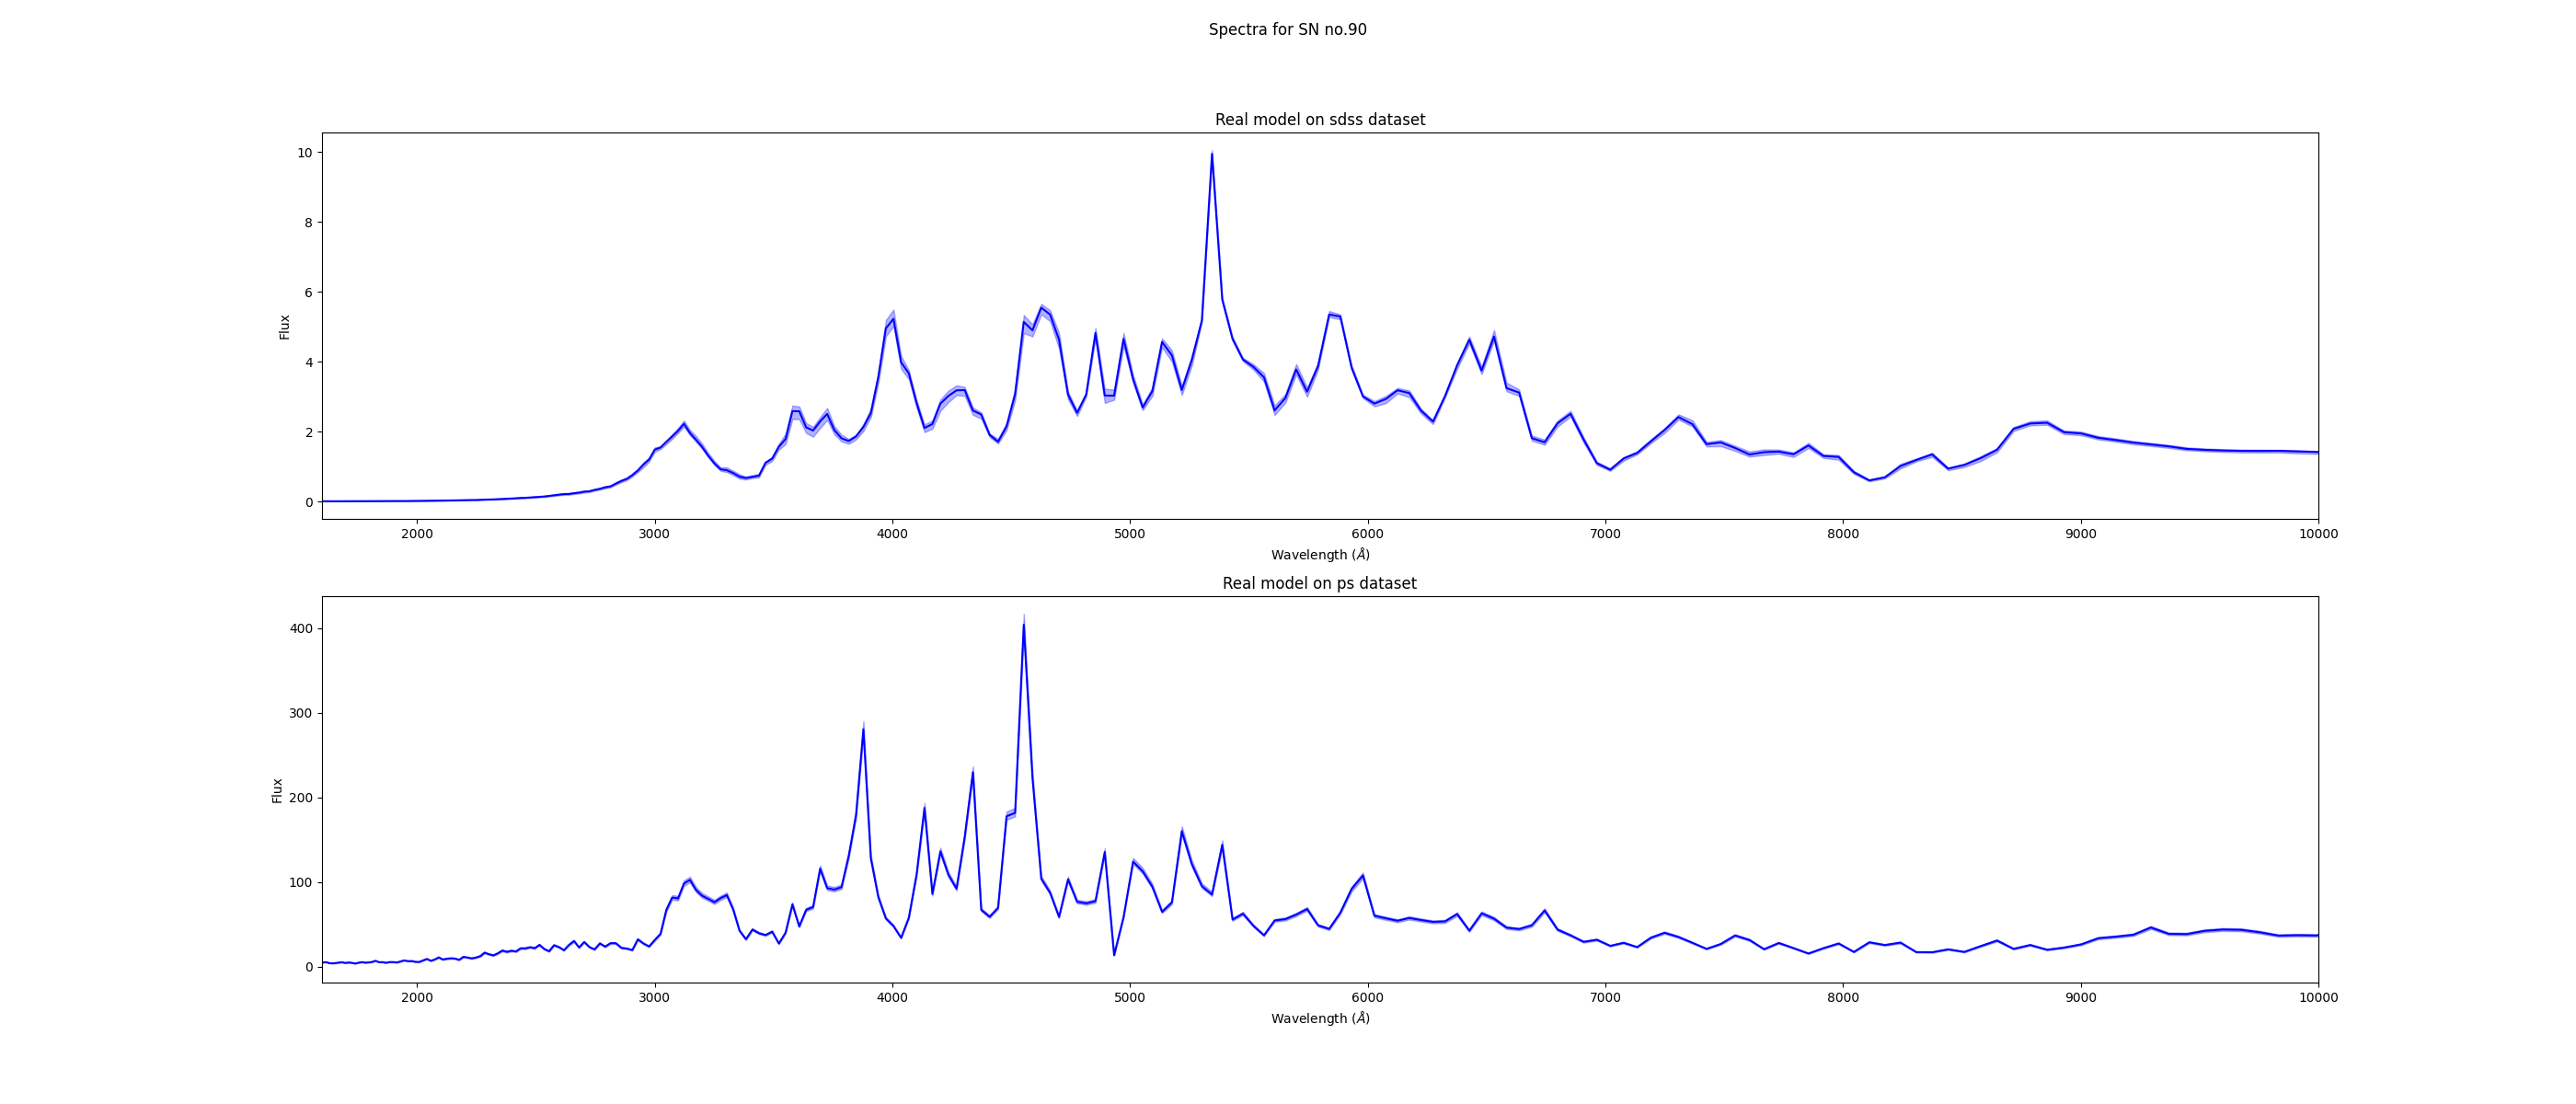 Spectra for SN no.90
Real model on sdss dataset
10
8
6
4
2
0
Flux
2000 3000 4000 5000 6000 7000 8000 9000 10000
Wavelength (Å)
Real model on ps dataset
400
300
200
100
0
Flux
2000 3000 4000 5000 6000 7000 8000 9000 10000
Wavelength (Å)